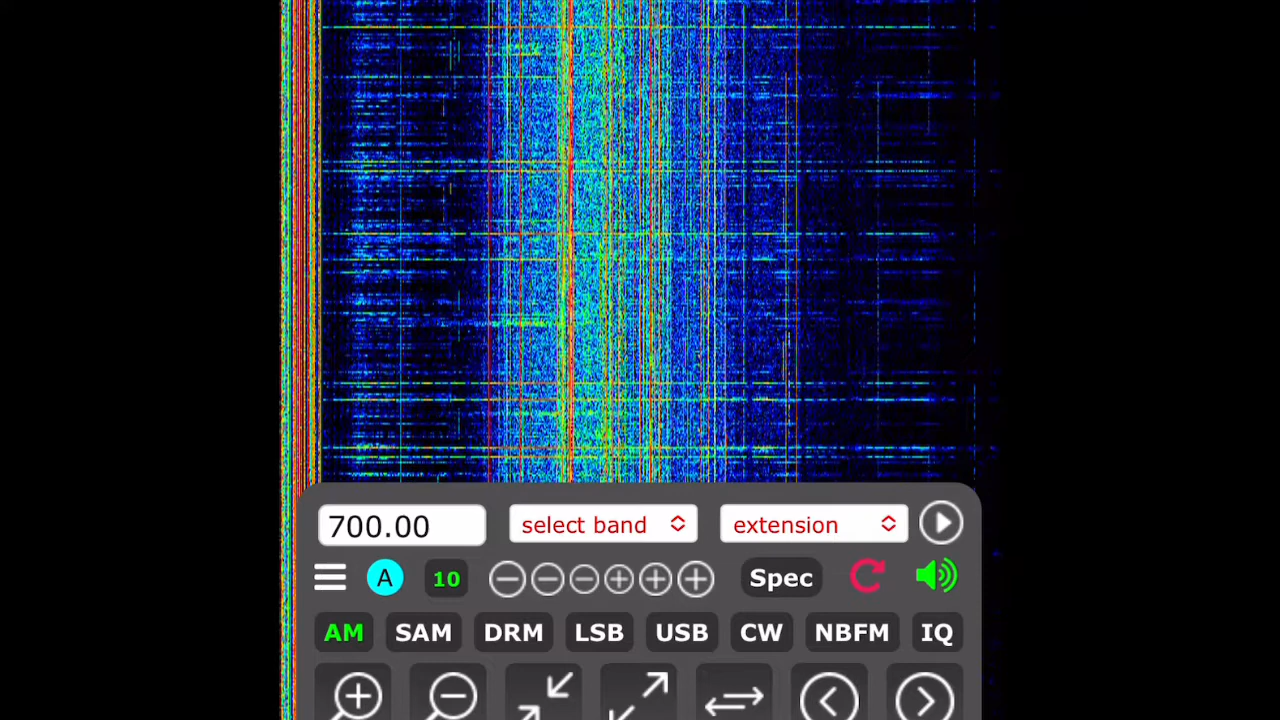 700.00 select band extension
A 10 Spec
AM SAM DRM LSB USB CW NBFM IQ